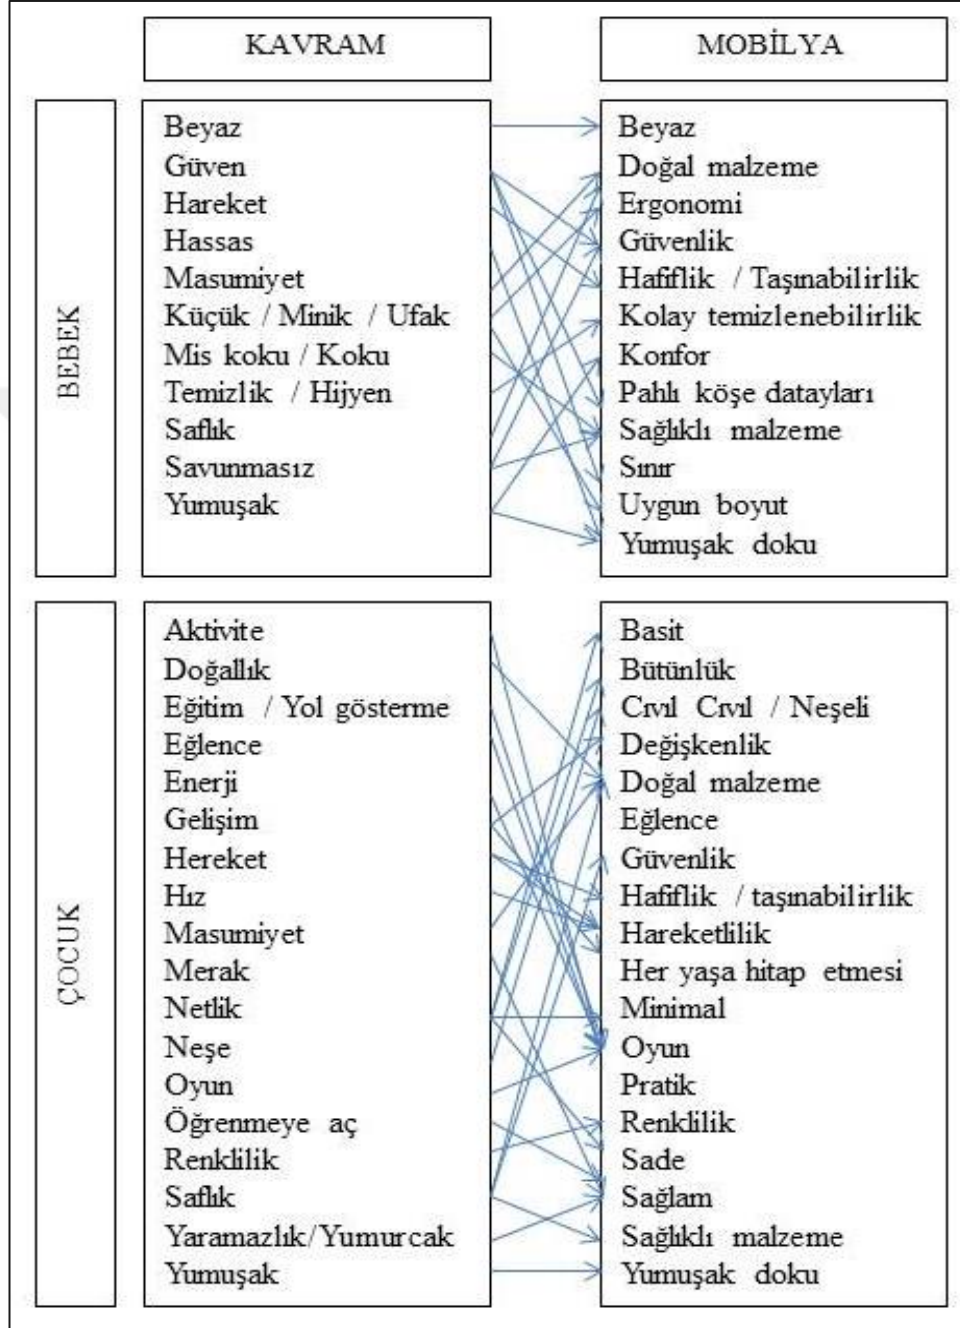 KAVRAM
MOBİLYA
BEBEK
Beyaz
Güven
Hareket
Hassas
Masumiyet
Küçük / Minik / Ufak
Mis koku / Koku
Temizlik / Hijyen
Saflık
Savunmasız
Yumuşak
Beyaz
Doğal malzeme
Ergonomi
Güvenlik
Hafiflik / Taşınabilirlik
Kolay temizlenebilirlik
Konfor
Pahlı köşe datayları
Sağlıklı malzeme
Sınır
Uygun boyut
Yumuşak doku
ÇOCUK
Aktivite
Doğallık
Eğitim / Yol gösterme
Eğlence
Enerji
Gelişim
Hereket
Hız
Masumiyet
Merak
Netlik
Neşe
Oyun
Öğrenmeye aç
Renklilik
Saflık
Yaramazlık/Yumurcak
Yumuşak
Basit
Bütünlük
Cıvıl Cıvıl / Neşeli
Değişkenlik
Doğal malzeme
Eğlence
Güvenlik
Hafiflik / taşınabilirlik
Hareketlilik
Her yaşa hitap etmesi
Minimal
Oyun
Pratik
Renklilik
Sade
Sağlam
Sağlıklı malzeme
Yumuşak doku